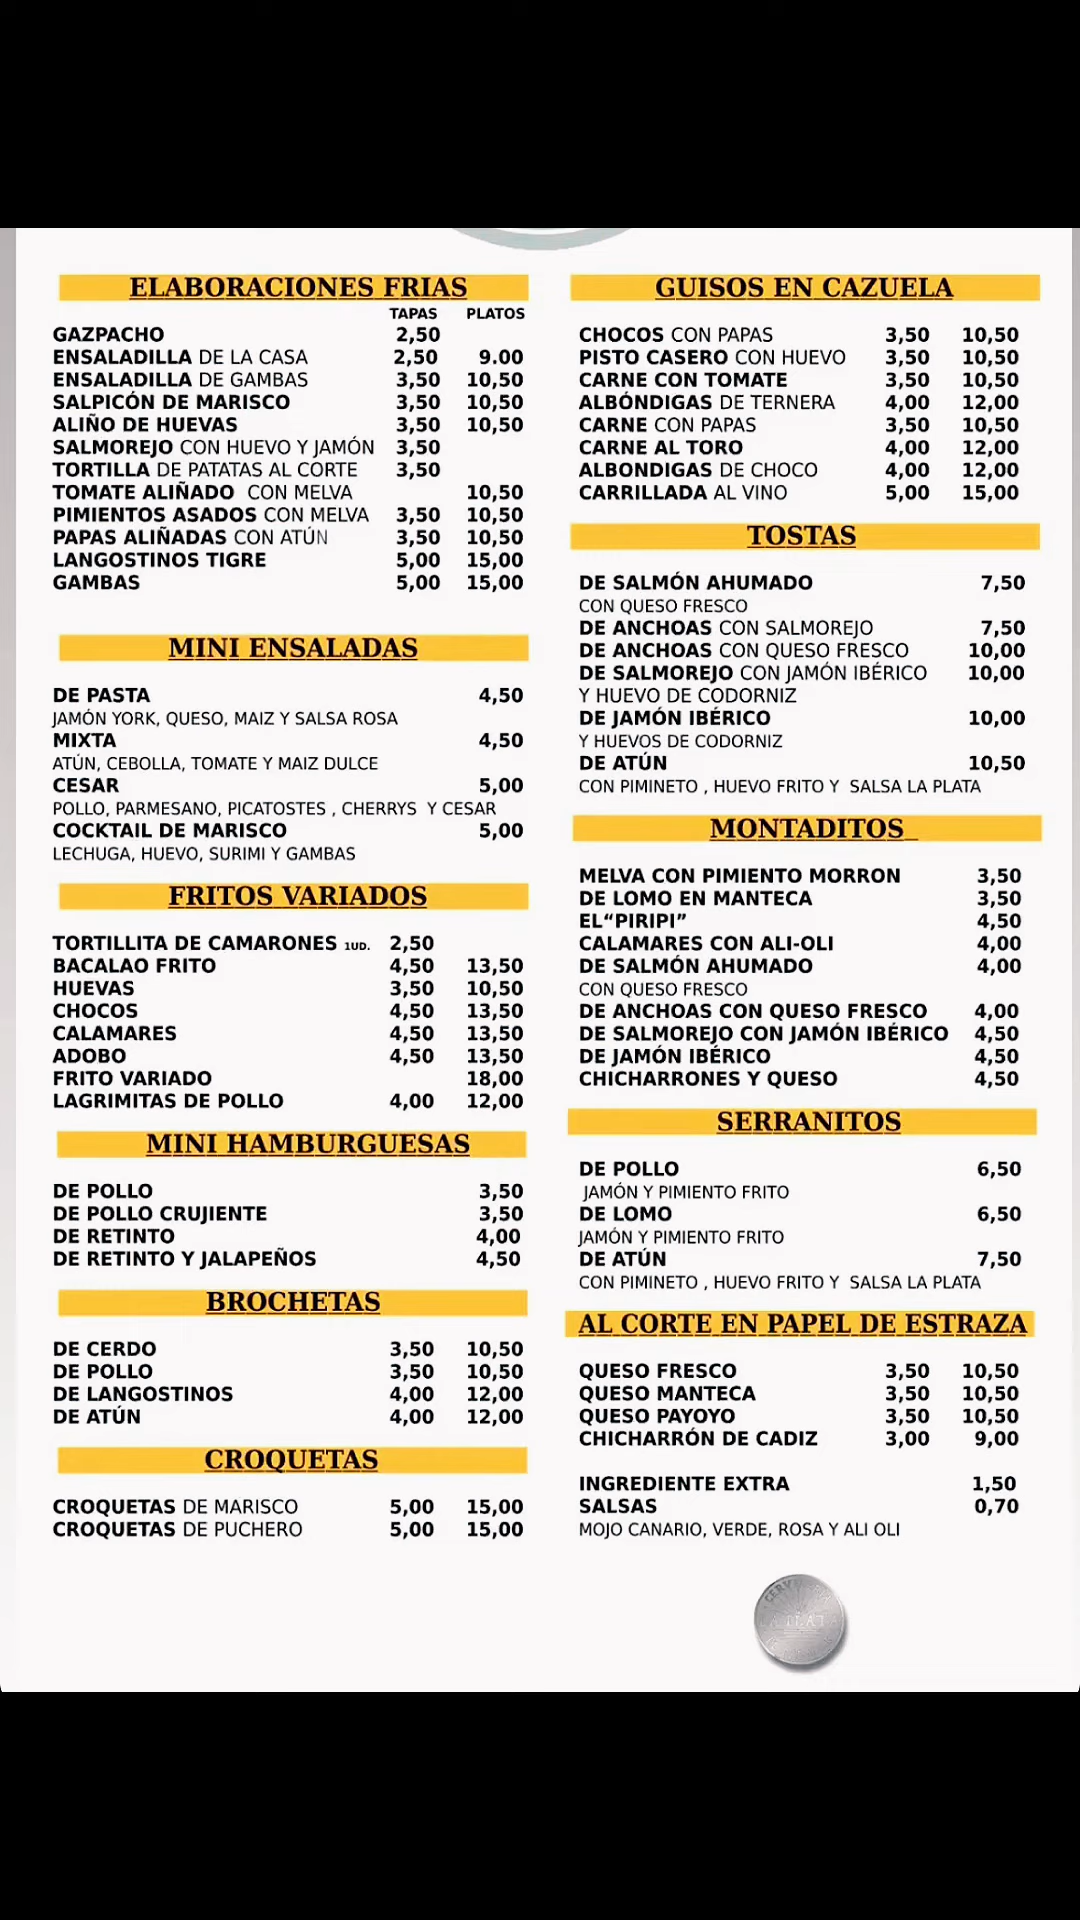 ELABORACIONES FRIAS
TAPAS PLATOS
GAZPACHO 2,50
ENSALADILLA DE LA CASA 2,50 9.00
ENSALADILLA DE GAMBAS 3,50 10,50
SALPICÓN DE MARISCO 3,50 10,50
ALIÑO DE HUEVAS 3,50 10,50
SALMOREJO CON HUEVO Y JAMÓN 3,50
TORTILLA DE PATATAS AL CORTE 3,50
TOMATE ALIÑADO CON MELVA 10,50
PIMIENTOS ASADOS CON MELVA 3,50 10,50
PAPAS ALIÑADAS CON ATÚN 3,50 10,50
LANGOSTINOS TIGRE 5,00 15,00
GAMBAS 5,00 15,00
MINI ENSALADAS
DE PASTA 4,50
JAMÓN YORK, QUESO, MAIZ Y SALSA ROSA
MIXTA 4,50
ATÚN, CEBOLLA, TOMATE Y MAIZ DULCE
CESAR 5,00
POLLO, PARMESANO, PICATOSTES , CHERRYS Y CESAR
COCKTAIL DE MARISCO 5,00
LECHUGA, HUEVO, SURIMI Y GAMBAS
FRITOS VARIADOS
TORTILLITA DE CAMARONES 1UD. 2,50
BACALAO FRITO 4,50 13,50
HUEVAS 3,50 10,50
CHOCOS 4,50 13,50
CALAMARES 4,50 13,50
ADOBO 4,50 13,50
FRITO VARIADO 18,00
LAGRIMITAS DE POLLO 4,00 12,00
MINI HAMBURGUESAS
DE POLLO 3,50
DE POLLO CRUJIENTE 3,50
DE RETINTO 4,00
DE RETINTO Y JALAPEÑOS 4,50
BROCHETAS
DE CERDO 3,50 10,50
DE POLLO 3,50 10,50
DE LANGOSTINOS 4,00 12,00
DE ATÚN 4,00 12,00
CROQUETAS
CROQUETAS DE MARISCO 5,00 15,00
CROQUETAS DE PUCHERO 5,00 15,00
GUISOS EN CAZUELA
CHOCOS CON PAPAS 3,50 10,50
PISTO CASERO CON HUEVO 3,50 10,50
CARNE CON TOMATE 3,50 10,50
ALBÓNDIGAS DE TERNERA 4,00 12,00
CARNE CON PAPAS 3,50 10,50
CARNE AL TORO 4,00 12,00
ALBONDIGAS DE CHOCO 4,00 12,00
CARRILLADA AL VINO 5,00 15,00
TOSTAS
DE SALMÓN AHUMADO 7,50
CON QUESO FRESCO
DE ANCHOAS CON SALMOREJO 7,50
DE ANCHOAS CON QUESO FRESCO 10,00
DE SALMOREJO CON JAMÓN IBÉRICO 10,00
Y HUEVO DE CODORNIZ
DE JAMÓN IBÉRICO 10,00
Y HUEVOS DE CODORNIZ
DE ATÚN 10,50
CON PIMINETO , HUEVO FRITO Y SALSA LA PLATA
MONTADITOS
MELVA CON PIMIENTO MORRON 3,50
DE LOMO EN MANTECA 3,50
EL“PIRIPI” 4,50
CALAMARES CON ALI-OLI 4,00
DE SALMÓN AHUMADO 4,00
CON QUESO FRESCO
DE ANCHOAS CON QUESO FRESCO 4,00
DE SALMOREJO CON JAMÓN IBÉRICO 4,50
DE JAMÓN IBÉRICO 4,50
CHICHARRONES Y QUESO 4,50
SERRANITOS
DE POLLO 6,50
JAMÓN Y PIMIENTO FRITO
DE LOMO 6,50
JAMÓN Y PIMIENTO FRITO
DE ATÚN 7,50
CON PIMINETO , HUEVO FRITO Y SALSA LA PLATA
AL CORTE EN PAPEL DE ESTRAZA
QUESO FRESCO 3,50 10,50
QUESO MANTECA 3,50 10,50
QUESO PAYOYO 3,50 10,50
CHICHARRÓN DE CADIZ 3,00 9,00
INGREDIENTE EXTRA 1,50
SALSAS 0,70
MOJO CANARIO, VERDE, ROSA Y ALI OLI